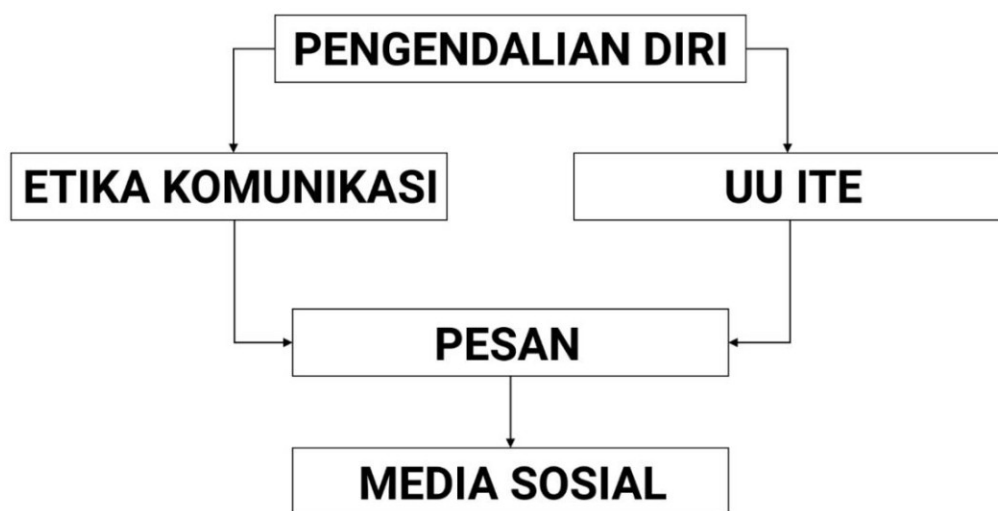 PENGENDALIAN DIRI
ETIKA KOMUNIKASI
UU ITE
PESAN
MEDIA SOSIAL